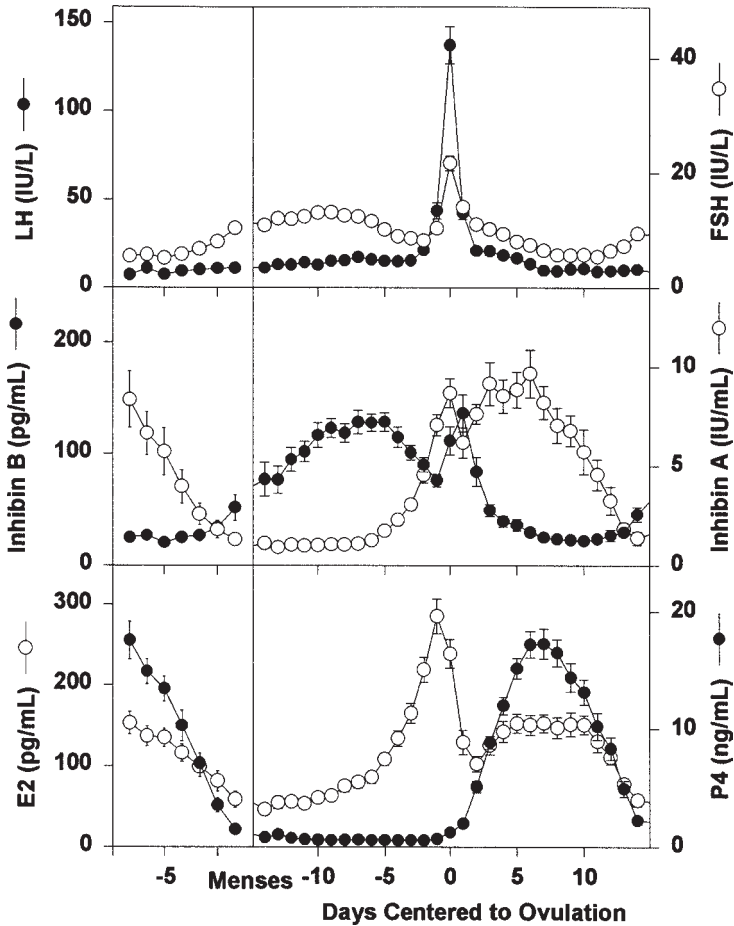 150
100
50
0
LH (IU/L)
40
20
0
FSH (IU/L)
200
100
0
Inhibin B (pg/mL)
10
5
0
Inhibin A (IU/mL)
300
200
100
0
E2 (pg/mL)
20
10
0
P4 (ng/mL)
-5 Menses -10 -5 0 5 10
Days Centered to Ovulation